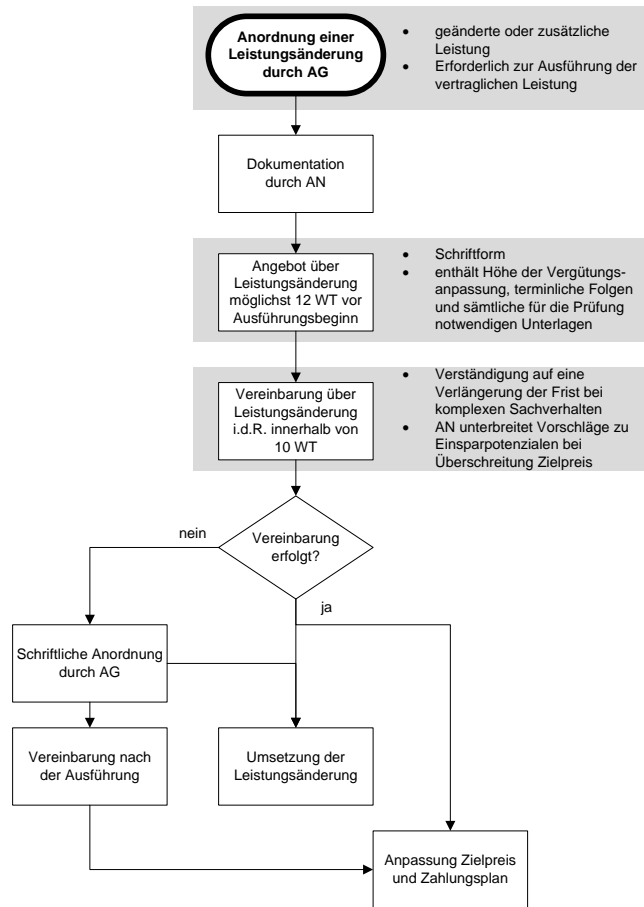 Anordnung einer
Leistungsänderung
durch AG
• geänderte oder zusätzliche
Leistung
• Erforderlich zur Ausführung der
vertraglichen Leistung
Dokumentation
durch AN
Angebot über
Leistungsänderung
möglichst 12 WT vor
Ausführungsbeginn
• Schriftform
• enthält Höhe der Vergütungs-
anpassung, terminliche Folgen
und sämtliche für die Prüfung
notwendigen Unterlagen
Vereinbarung über
Leistungsänderung
i.d.R. innerhalb von
10 WT
• Verständigung auf eine
Verlängerung der Frist bei
komplexen Sachverhalten
• AN unterbreitet Vorschläge zu
Einsparpotenzialen bei
Überschreitung Zielpreis
Vereinbarung
erfolgt?
nein
ja
Schriftliche Anordnung
durch AG
Vereinbarung nach
der Ausführung
Umsetzung der
Leistungsänderung
Anpassung Zielpreis
und Zahlungsplan